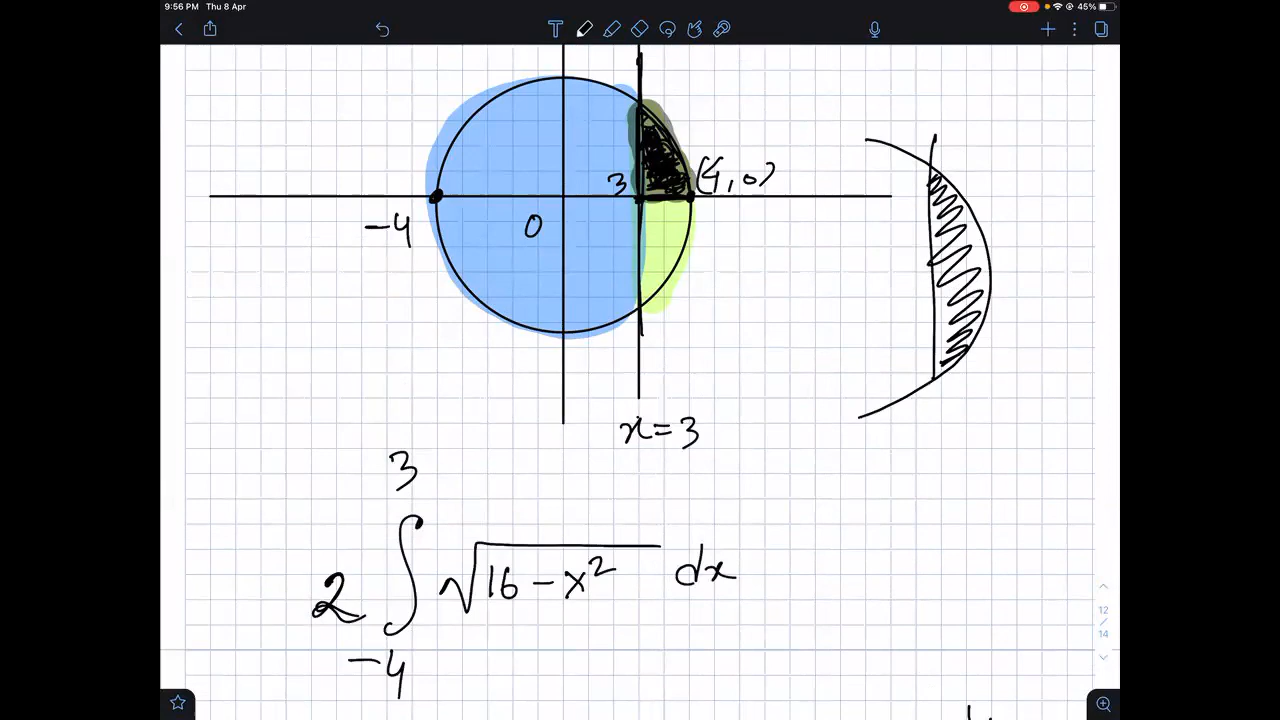 9:56 PM Thu 8 Apr
45%
T
3
(4, 0)
-4
0
x = 3
3
2 ∫ √16 - x² dx
-4
12
/
14